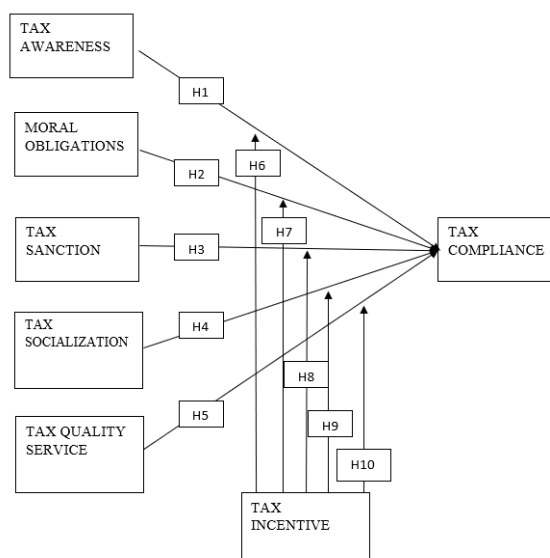 TAX
AWARENESS
H1
MORAL
OBLIGATIONS
H2
H6
H7
TAX
SANCTION
H3
TAX
COMPLIANCE
TAX
SOCIALIZATION
H4
H8
H5
H9
TAX QUALITY
SERVICE
H10
TAX
INCENTIVE